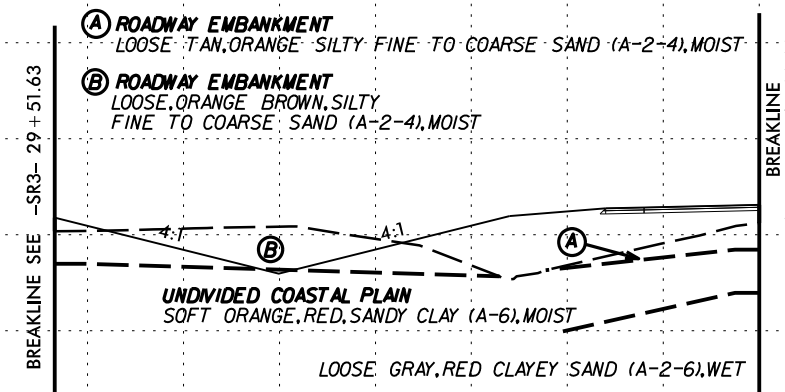 A ROADWAY EMBANKMENT
LOOSE TAN,ORANGE SILTY FINE TO COARSE SAND (A-2-4),MOIST
B ROADWAY EMBANKMENT
LOOSE,ORANGE BROWN,SILTY
FINE TO COARSE SAND (A-2-4),MOIST
BREAKLINE SEE -SR3- 29+51.63
BREAKLINE
4:1
4:1
B
A
UNDIVIDED COASTAL PLAIN
SOFT ORANGE,RED,SANDY CLAY (A-6),MOIST
LOOSE GRAY,RED CLAYEY SAND (A-2-6),WET